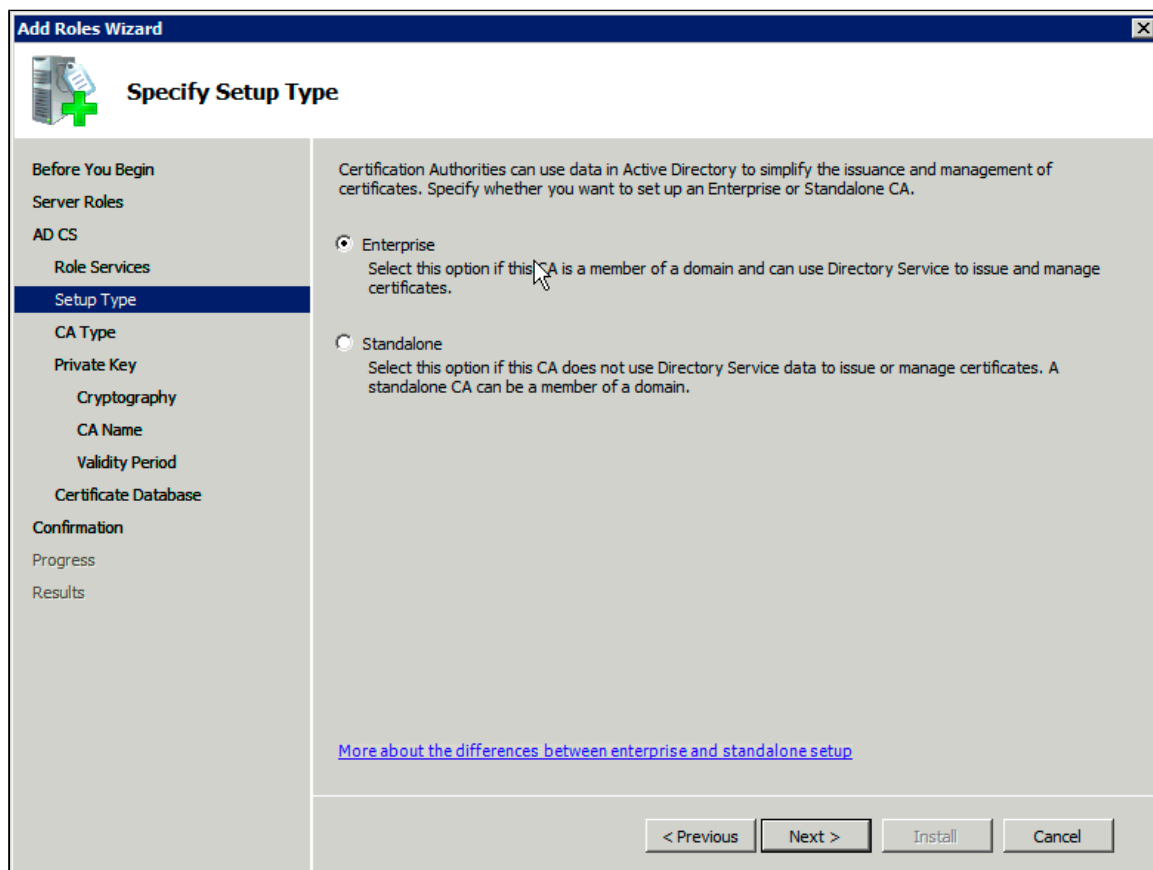 Add Roles Wizard
Specify Setup Type
Before You Begin
Server Roles
AD CS
Role Services
Setup Type
CA Type
Private Key
Cryptography
CA Name
Validity Period
Certificate Database
Confirmation
Progress
Results
Certification Authorities can use data in Active Directory to simplify the issuance and management of
certificates. Specify whether you want to set up an Enterprise or Standalone CA.
Enterprise
Select this option if this CA is a member of a domain and can use Directory Service to issue and manage
certificates.
Standalone
Select this option if this CA does not use Directory Service data to issue or manage certificates. A
standalone CA can be a member of a domain.
More about the differences between enterprise and standalone setup
< Previous
Next >
Install
Cancel